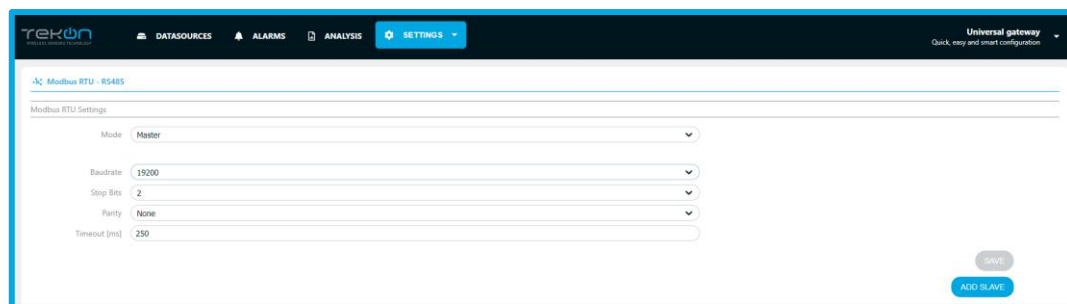 TEKON
WIRELESS SENSORS TECHNOLOGY
DATASOURCES
ALARMS
ANALYSIS
SETTINGS
Universal gateway
Quick, easy and smart configuration
Modbus RTU - RS485
Modbus RTU Settings
Mode Master
Baudrate 19200
Stop Bits 2
Parity None
Timeout [ms] 250
SAVE
ADD SLAVE